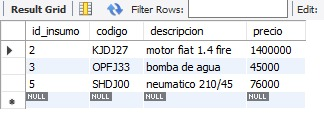 Result Grid Filter Rows: Edit:
id_insumo codigo descripcion precio
2 KJDJ27 motor fiat 1.4 fire 1400000
3 OPFJ33 bomba de agua 45000
5 SHDJ00 neumatico 210/45 76000
NULL NULL NULL NULL